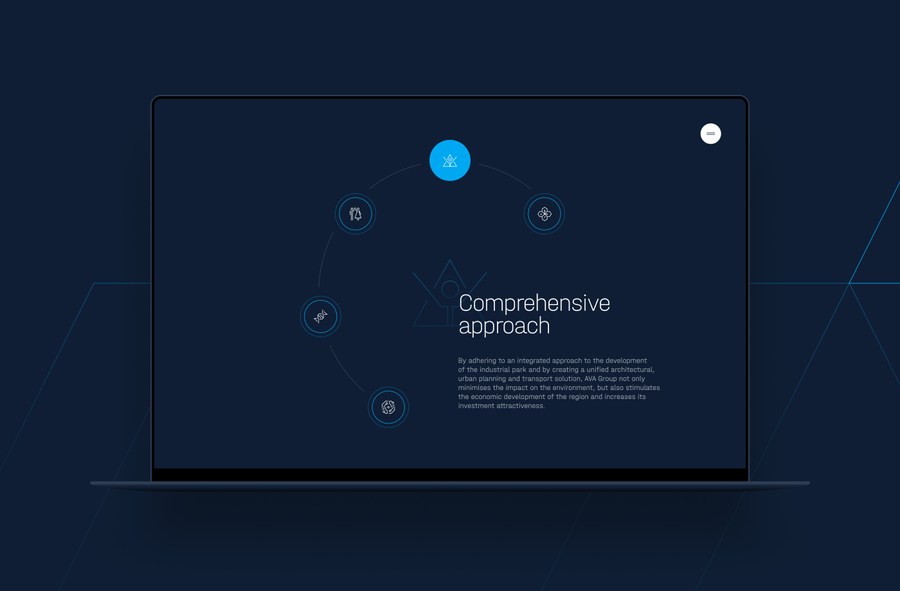 Comprehensive
approach
By adhering to an integrated approach to the development
of the industrial park and by creating a unified architectural,
urban planning and transport solution, AVA Group not only
minimises the impact on the environment, but also stimulates
the economic development of the region and increases its
investment attractiveness.